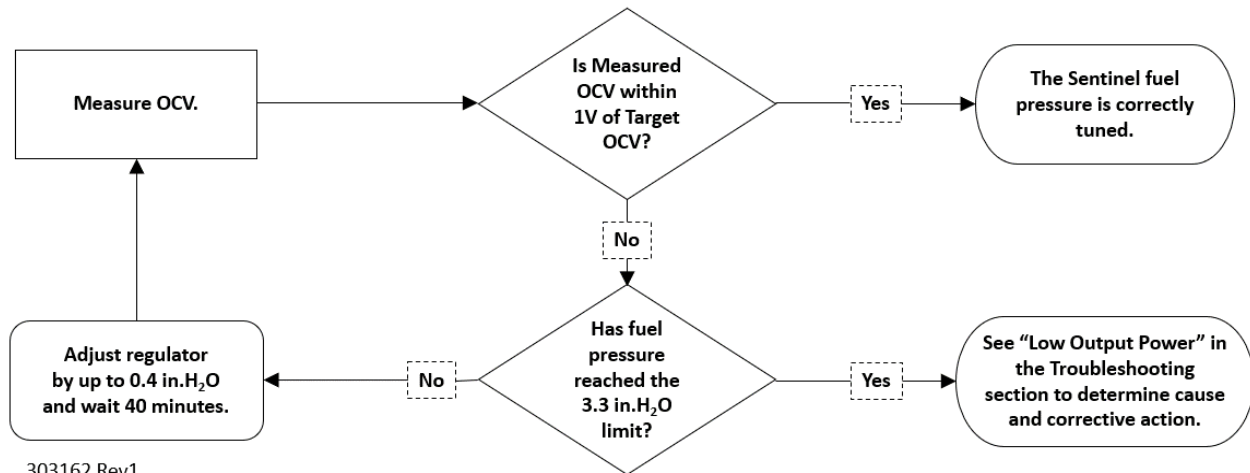 Measure OCV.
Is Measured
OCV within
1V of Target
OCV?
Yes
The Sentinel fuel
pressure is correctly
tuned.
No
Has fuel
pressure
reached the
3.3 in.H₂O
limit?
Yes
See “Low Output Power” in
the Troubleshooting
section to determine cause
and corrective action.
No
Adjust regulator
by up to 0.4 in.H₂O
and wait 40 minutes.
303162 Rev1